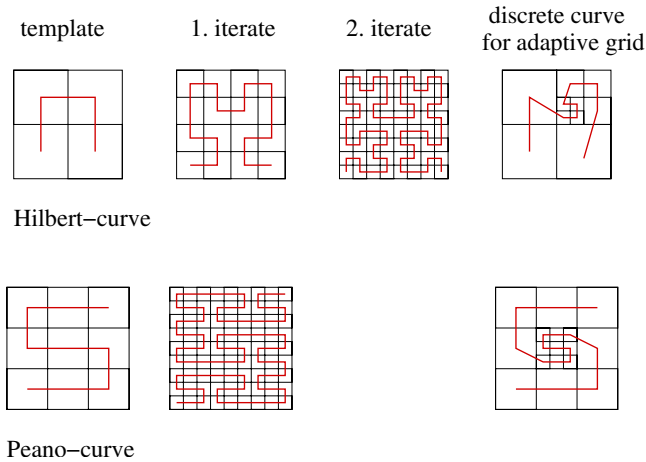 template
1. iterate
2. iterate
discrete curve
for adaptive grid
Hilbert−curve
Peano−curve